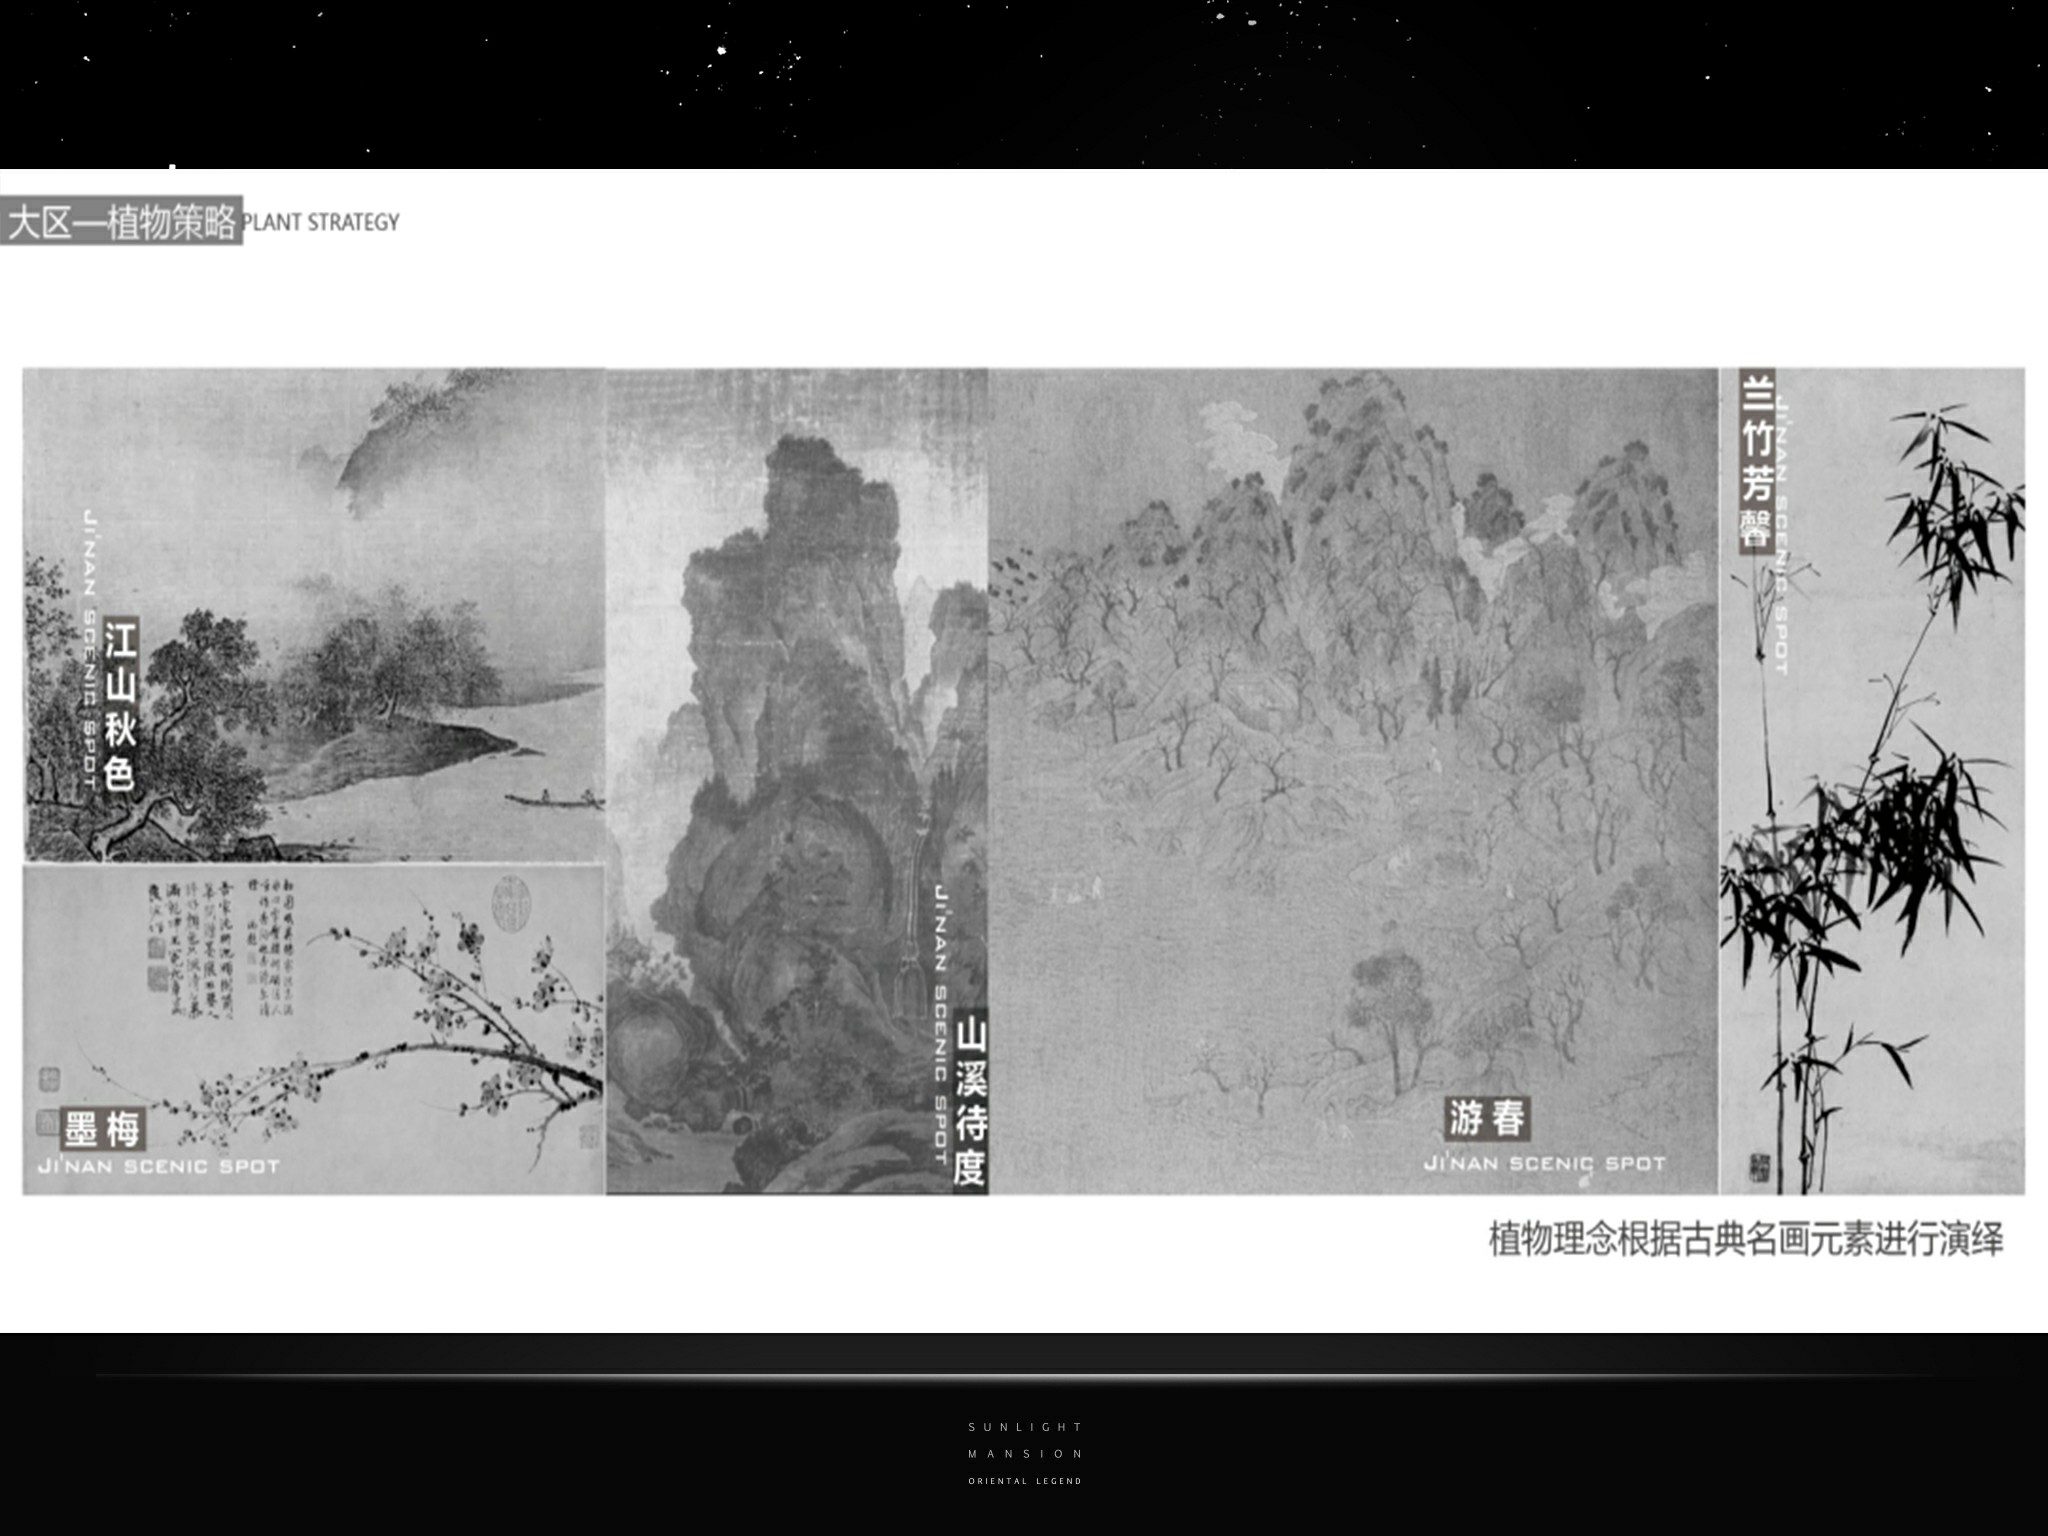 大区—植物策略 PLANT STRATEGY
江山秋色
JI'NAN SCENIC SPOT
墨梅
JI'NAN SCENIC SPOT
山溪待度
JI'NAN SCENIC SPOT
游春
JI'NAN SCENIC SPOT
兰竹芳馨
JI'NAN SCENIC SPOT
植物理念根据古典名画元素进行演绎
SUNLIGHT
MANSION
ORIENTAL LEGEND